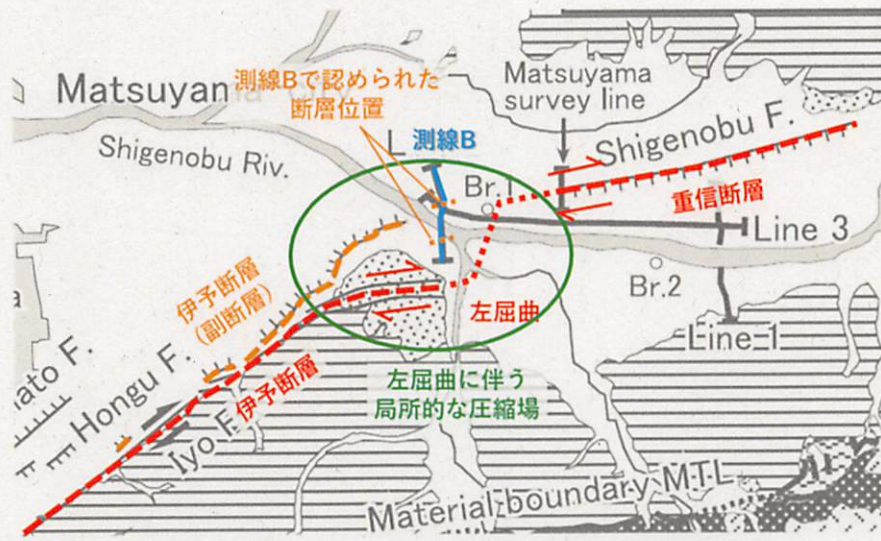 Matsuyama City
測線Bで認められた
断層位置
Matsuyama
survey line
Shigenobu F.
Shigenobu Riv.
L
測線B
Br.1
重信断層
Line 3
伊予断層
(副断層)
左屈曲
Br.2
Line 1
ato F.
Hongu F.
伊予断層
Iyo F
左屈曲に伴う
局所的な圧縮場
Material boundary MTL
a